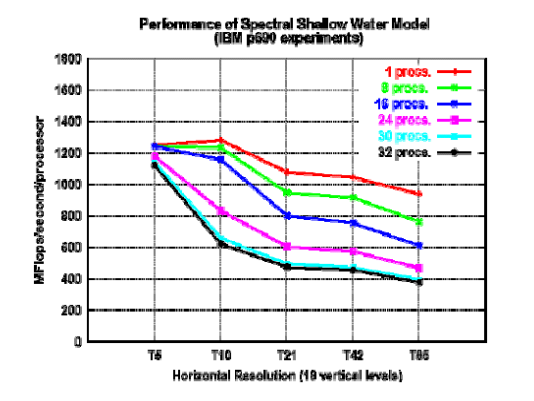 Performance of Spectral Shallow Water Model
(IBM p690 experiments)
1800
1600
1400
1200
1000
800
600
400
200
0
MFlops/second/processor
1 procs.
8 procs.
16 procs.
24 procs.
30 procs.
32 procs.
T5 T10 T21 T42 T85
Horizontal Resolution (18 vertical levels)